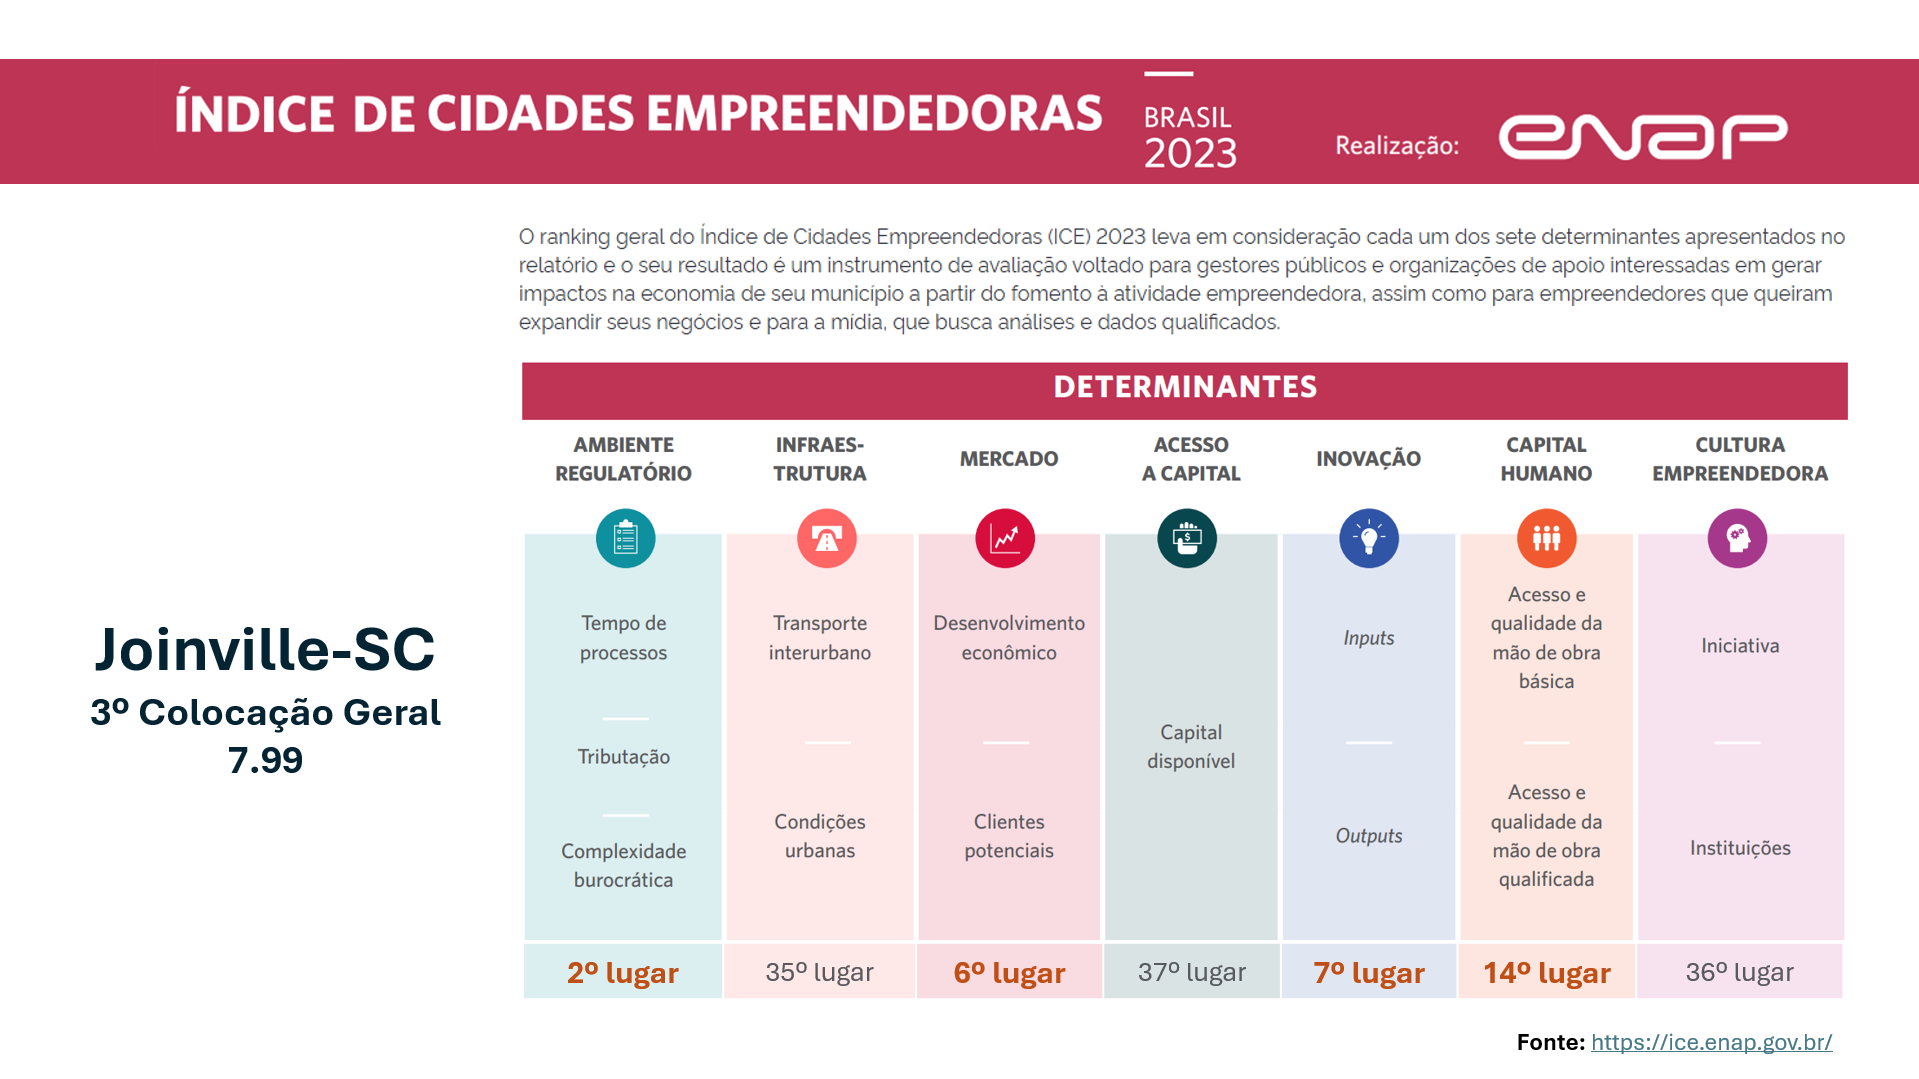 ÍNDICE DE CIDADES EMPREENDEDORAS
BRASIL
2023
Realização:
enap
O ranking geral do Índice de Cidades Empreendedoras (ICE) 2023 leva em consideração cada um dos sete determinantes apresentados no
relatório e o seu resultado é um instrumento de avaliação voltado para gestores públicos e organizações de apoio interessadas em gerar
impactos na economia de seu município a partir do fomento à atividade empreendedora, assim como para empreendedores que queiram
expandir seus negócios e para a mídia, que busca análises e dados qualificados.
Joinville-SC
3º Colocação Geral
7.99
DETERMINANTES
AMBIENTE
REGULATÓRIO
Tempo de
processos
Tributação
Complexidade
burocrática
2º lugar
INFRAES-
TRUTURA
Transporte
interurbano
Condições
urbanas
35º lugar
MERCADO
Desenvolvimento
econômico
Clientes
potenciais
6º lugar
ACESSO
A CAPITAL
$
Capital
disponível
37º lugar
INOVAÇÃO
Inputs
Outputs
7º lugar
CAPITAL
HUMANO
Acesso e
qualidade da
mão de obra
básica
Acesso e
qualidade da
mão de obra
qualificada
14º lugar
CULTURA
EMPREENDEDORA
Iniciativa
Instituições
36º lugar
Fonte: https://ice.enap.gov.br/